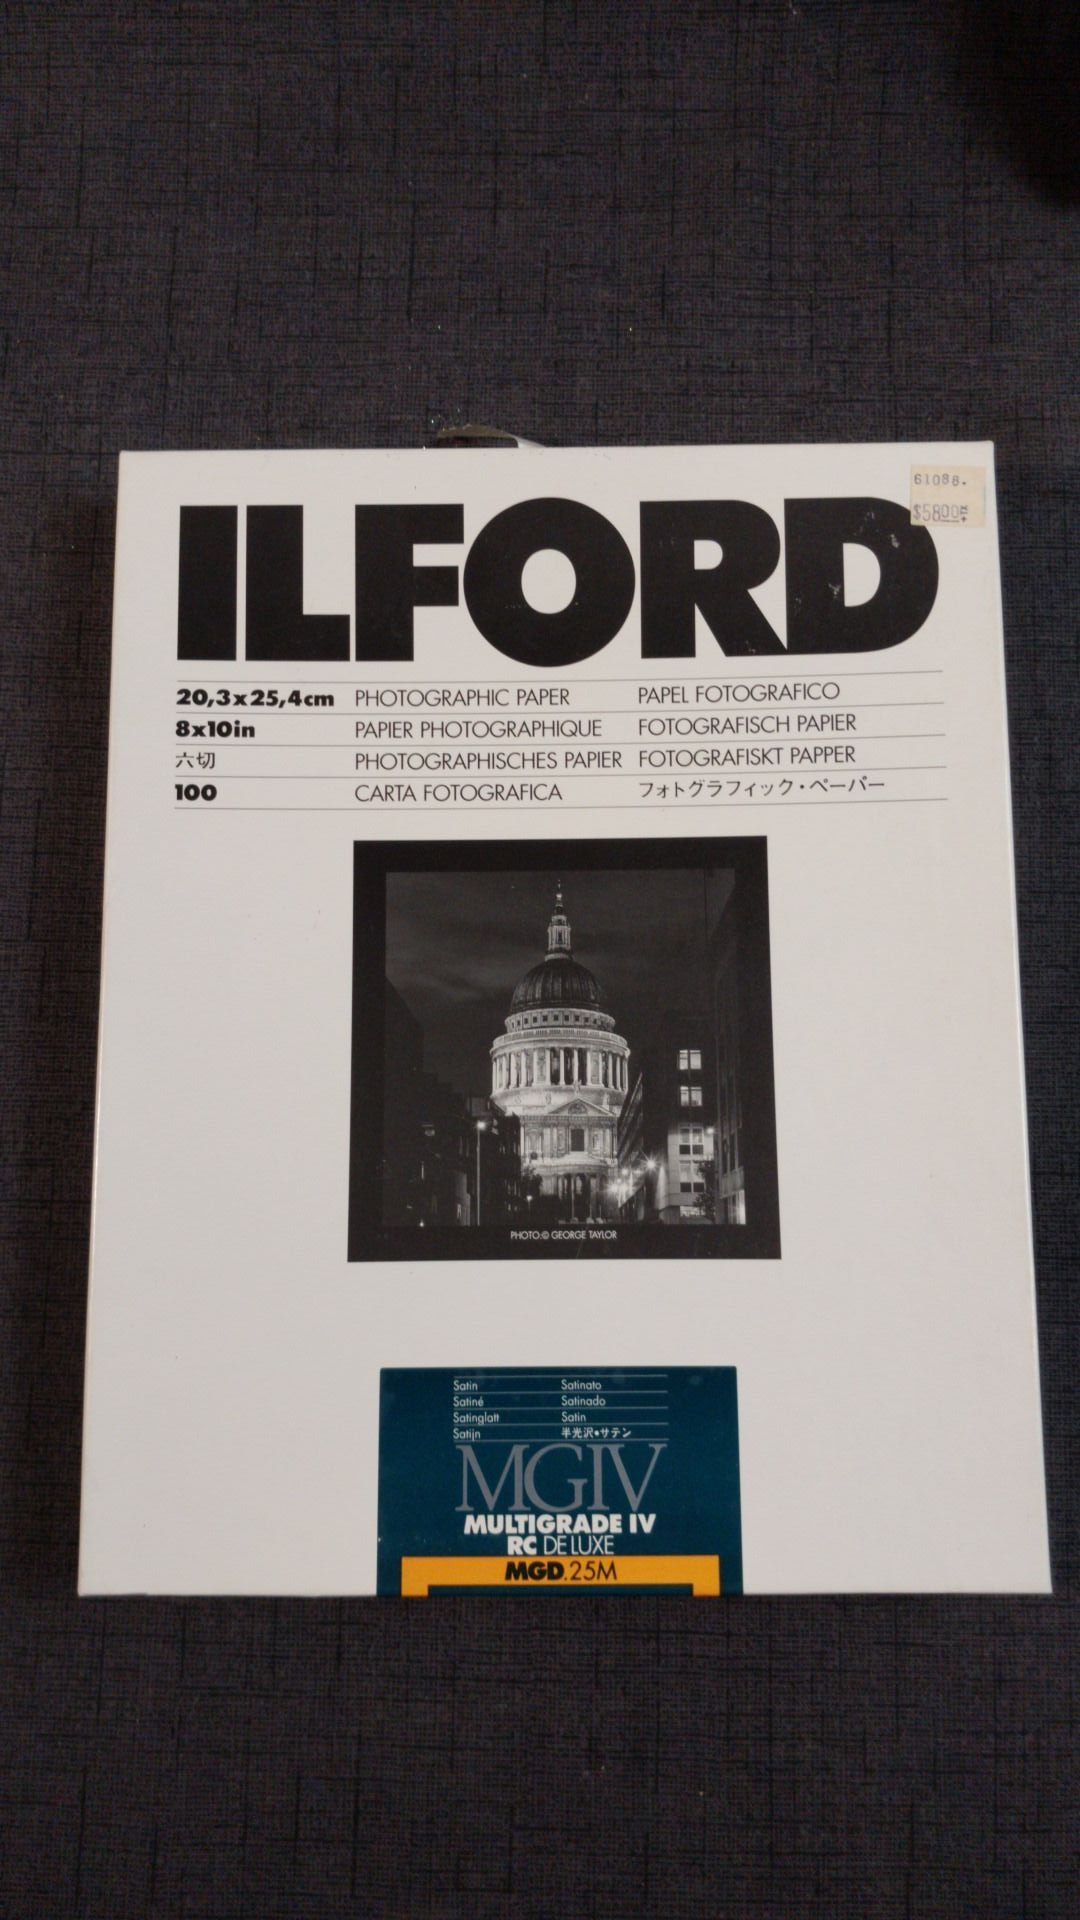 61088.
$58.00
ILFORD
20,3x25,4cm PHOTOGRAPHIC PAPER PAPEL FOTOGRAFICO
8x10in PAPIER PHOTOGRAPHIQUE FOTOGRAFISCH PAPIER
六切 PHOTOGRAPHISCHES PAPIER FOTOGRAFISKT PAPPER
100 CARTA FOTOGRAFICA フォトグラフィック・ペーパー
PHOTO:© GEORGE TAYLOR
Satin Satinato
Satiné Satinado
Satinglatt Satin
Satijn 半光沢•サテン
MGIV
MULTIGRADE IV
RC DE LUXE
MGD.25M